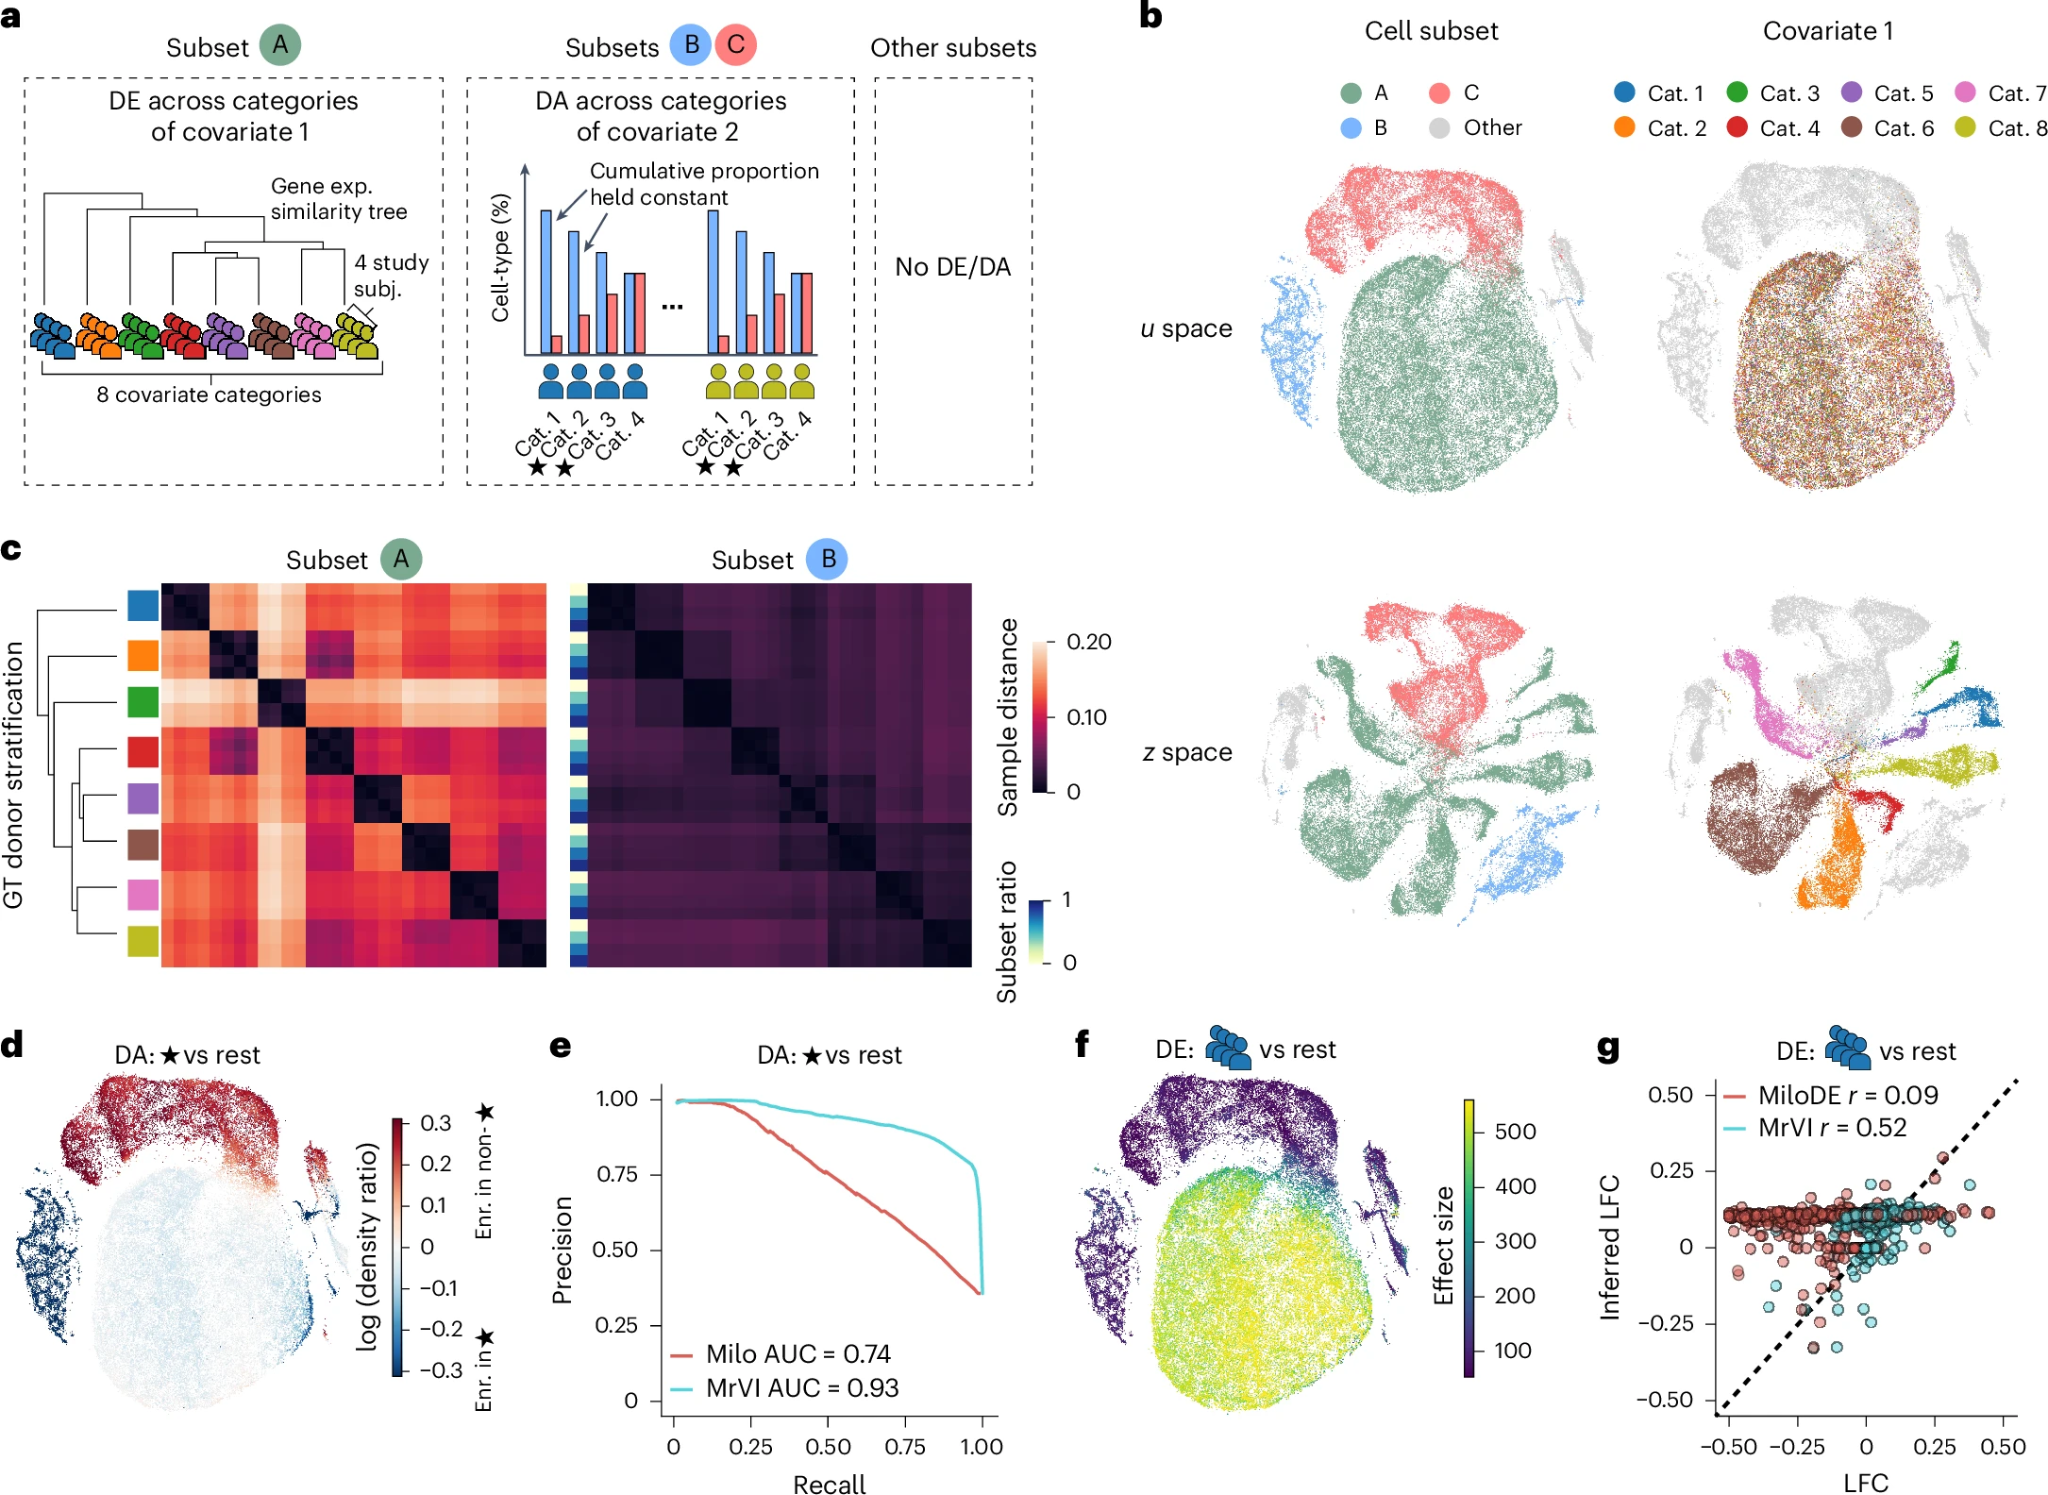 a
Subset A
Subsets B C
Other subsets
DE across categories
of covariate 1
Gene exp.
similarity tree
4 study
subj.
8 covariate categories
DA across categories
of covariate 2
Cumulative proportion
held constant
Cell-type (%)
...
Cat. 1
Cat. 2
Cat. 3
Cat. 4
Cat. 1
Cat. 2
Cat. 3
Cat. 4
★ ★
★ ★
No DE/DA
b
Cell subset
A
C
B
Other
Covariate 1
Cat. 1
Cat. 3
Cat. 5
Cat. 7
Cat. 2
Cat. 4
Cat. 6
Cat. 8
u space
z space
c
Subset A
Subset B
GT donor stratification
Sample distance
0.20
0.10
0
Subset ratio
1
0
d
DA: ★ vs rest
log (density ratio)
0.3
0.2
0.1
0
−0.1
−0.2
−0.3
Enr. in non-★
Enr. in ★
e
DA: ★ vs rest
Precision
1.00
0.75
0.50
0.25
0
Milo AUC = 0.74
MrVI AUC = 0.93
0 0.25 0.50 0.75 1.00
Recall
f
DE: vs rest
Effect size
500
400
300
200
100
g
DE: vs rest
Inferred LFC
0.50
0.25
0
−0.25
−0.50
MiloDE r = 0.09
MrVI r = 0.52
−0.50 −0.25 0 0.25 0.50
LFC